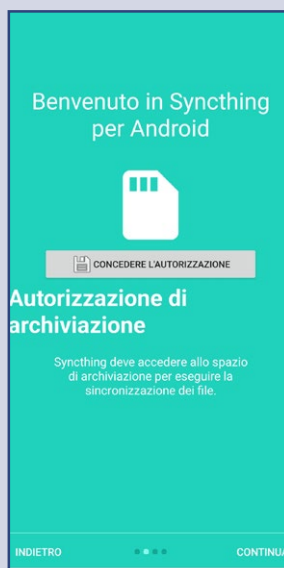 Benvenuto in Syncthing
per Android
CONCEDERE L'AUTORIZZAZIONE
Autorizzazione di
archiviazione
Syncthing deve accedere allo spazio
di archiviazione per eseguire la
sincronizzazione dei file.
INDIETRO
CONTINUA